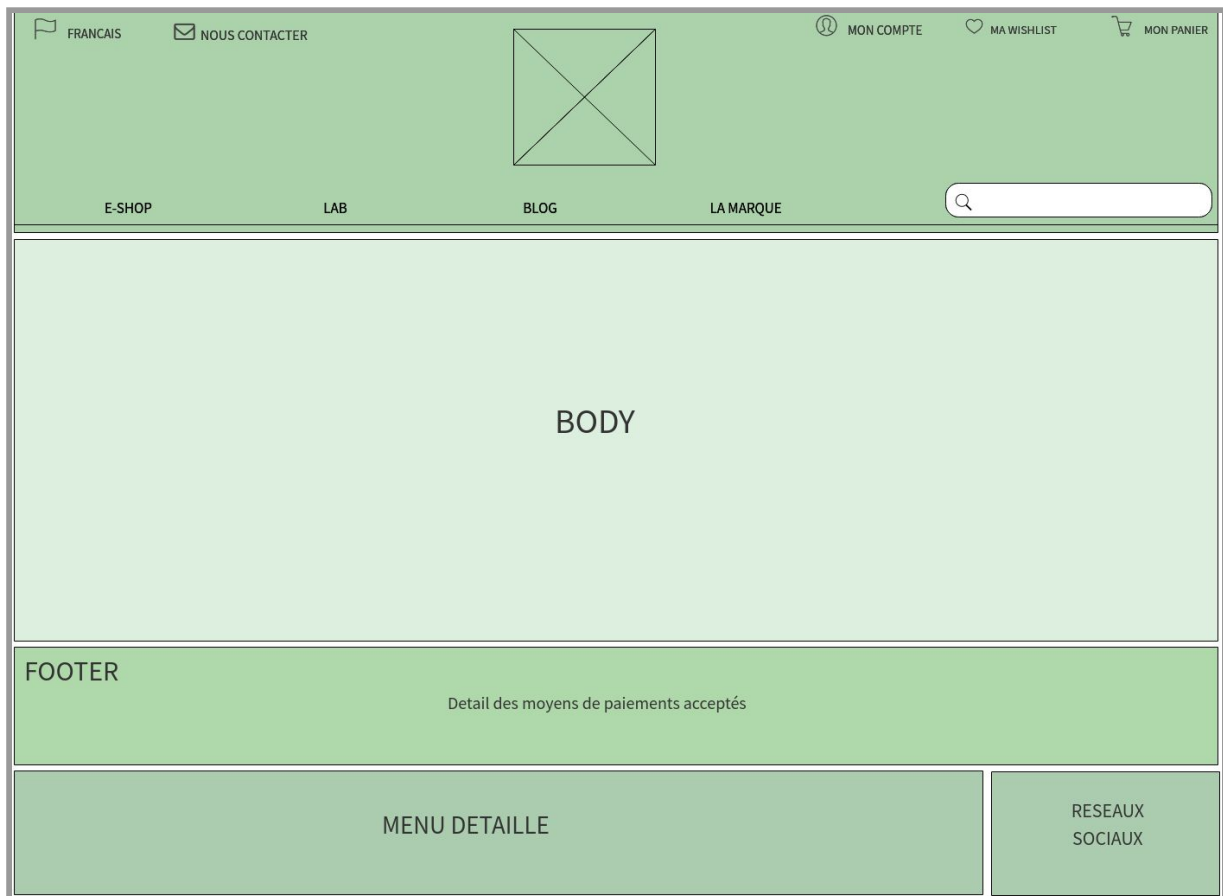 FRANCAIS
NOUS CONTACTER
MON COMPTE
MA WISHLIST
MON PANIER
E-SHOP
LAB
BLOG
LA MARQUE
BODY
FOOTER
Detail des moyens de paiements acceptés
MENU DETAILLE
RESEAUX
SOCIAUX